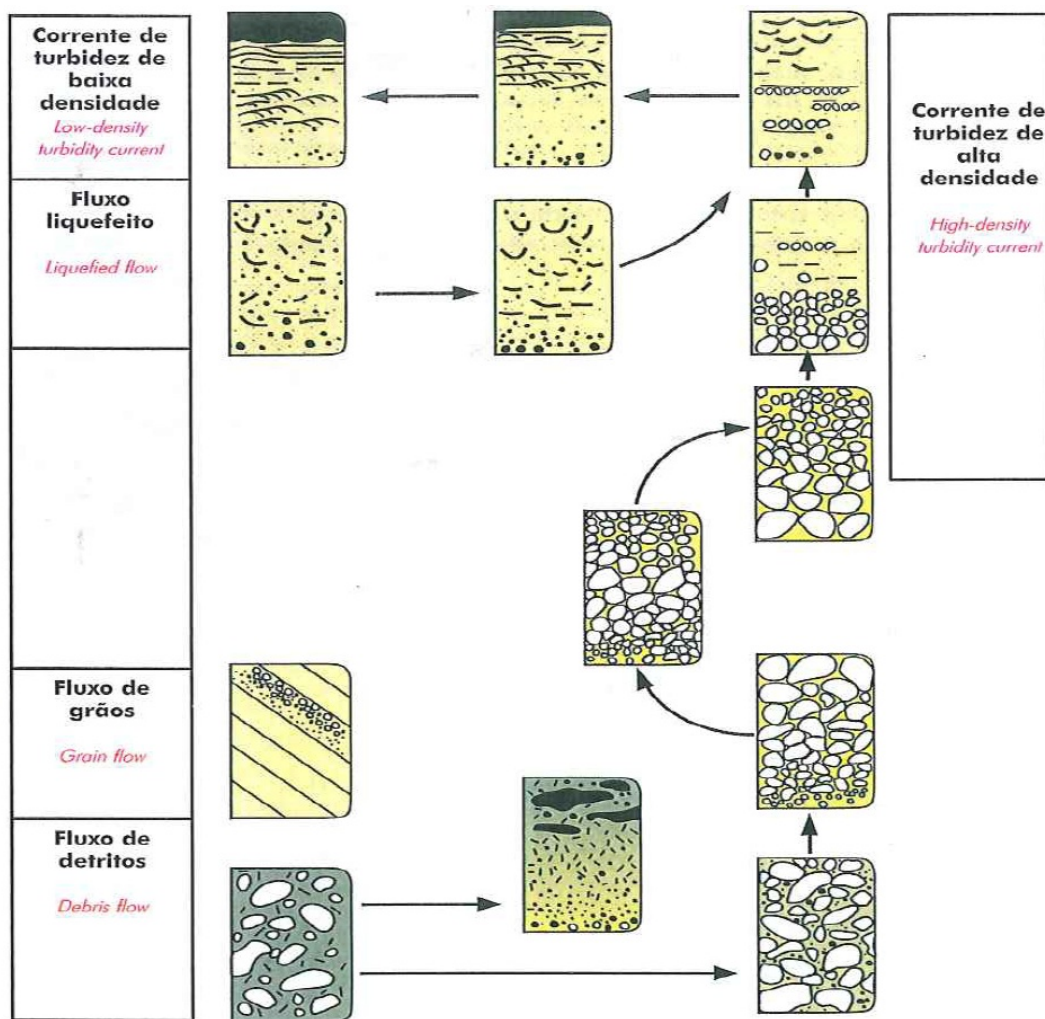 Corrente de
turbidez de
baixa
densidade
Low-density
turbidity current
Fluxo
liquefeito
Liquefied flow
Fluxo de
grãos
Grain flow
Fluxo de
detritos
Debris flow
Corrente de
turbidez de
alta
densidade
High-density
turbidity current